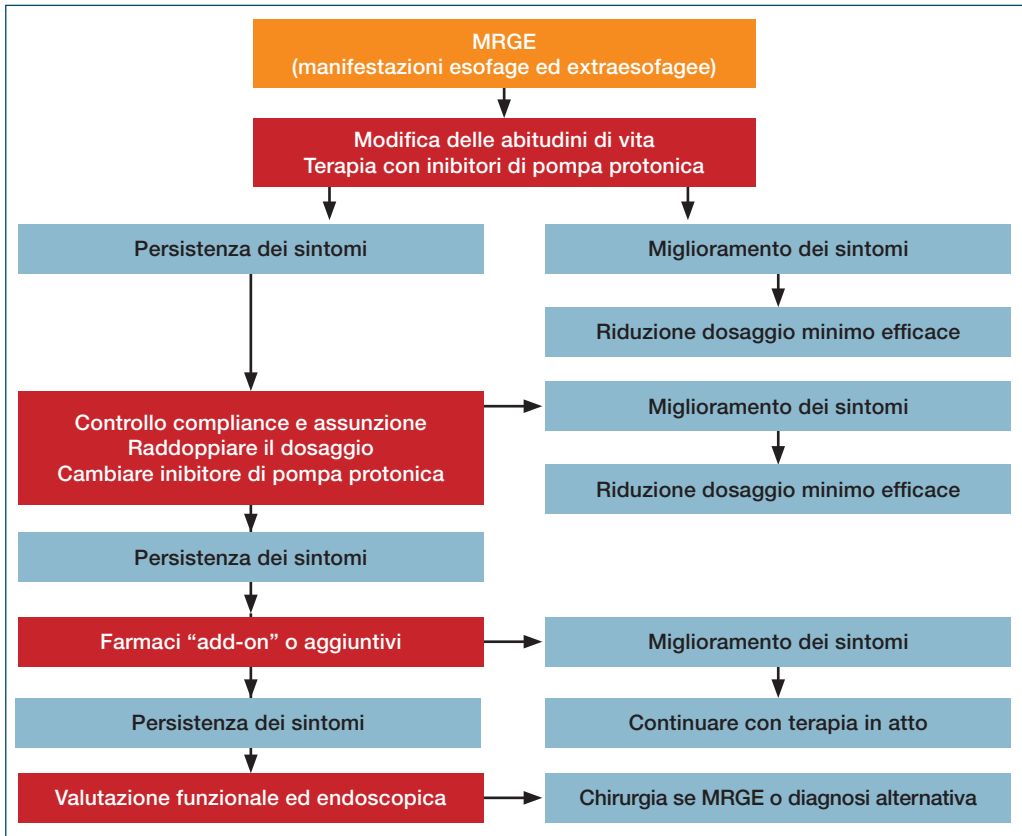 MRGE
(manifestazioni esofage ed extraesofagee)
Modifica delle abitudini di vita
Terapia con inibitori di pompa protonica
Persistenza dei sintomi
Miglioramento dei sintomi
Riduzione dosaggio minimo efficace
Controllo compliance e assunzione
Raddoppiare il dosaggio
Cambiare inibitore di pompa protonica
Miglioramento dei sintomi
Riduzione dosaggio minimo efficace
Persistenza dei sintomi
Farmaci “add-on” o aggiuntivi
Miglioramento dei sintomi
Persistenza dei sintomi
Continuare con terapia in atto
Valutazione funzionale ed endoscopica
Chirurgia se MRGE o diagnosi alternativa